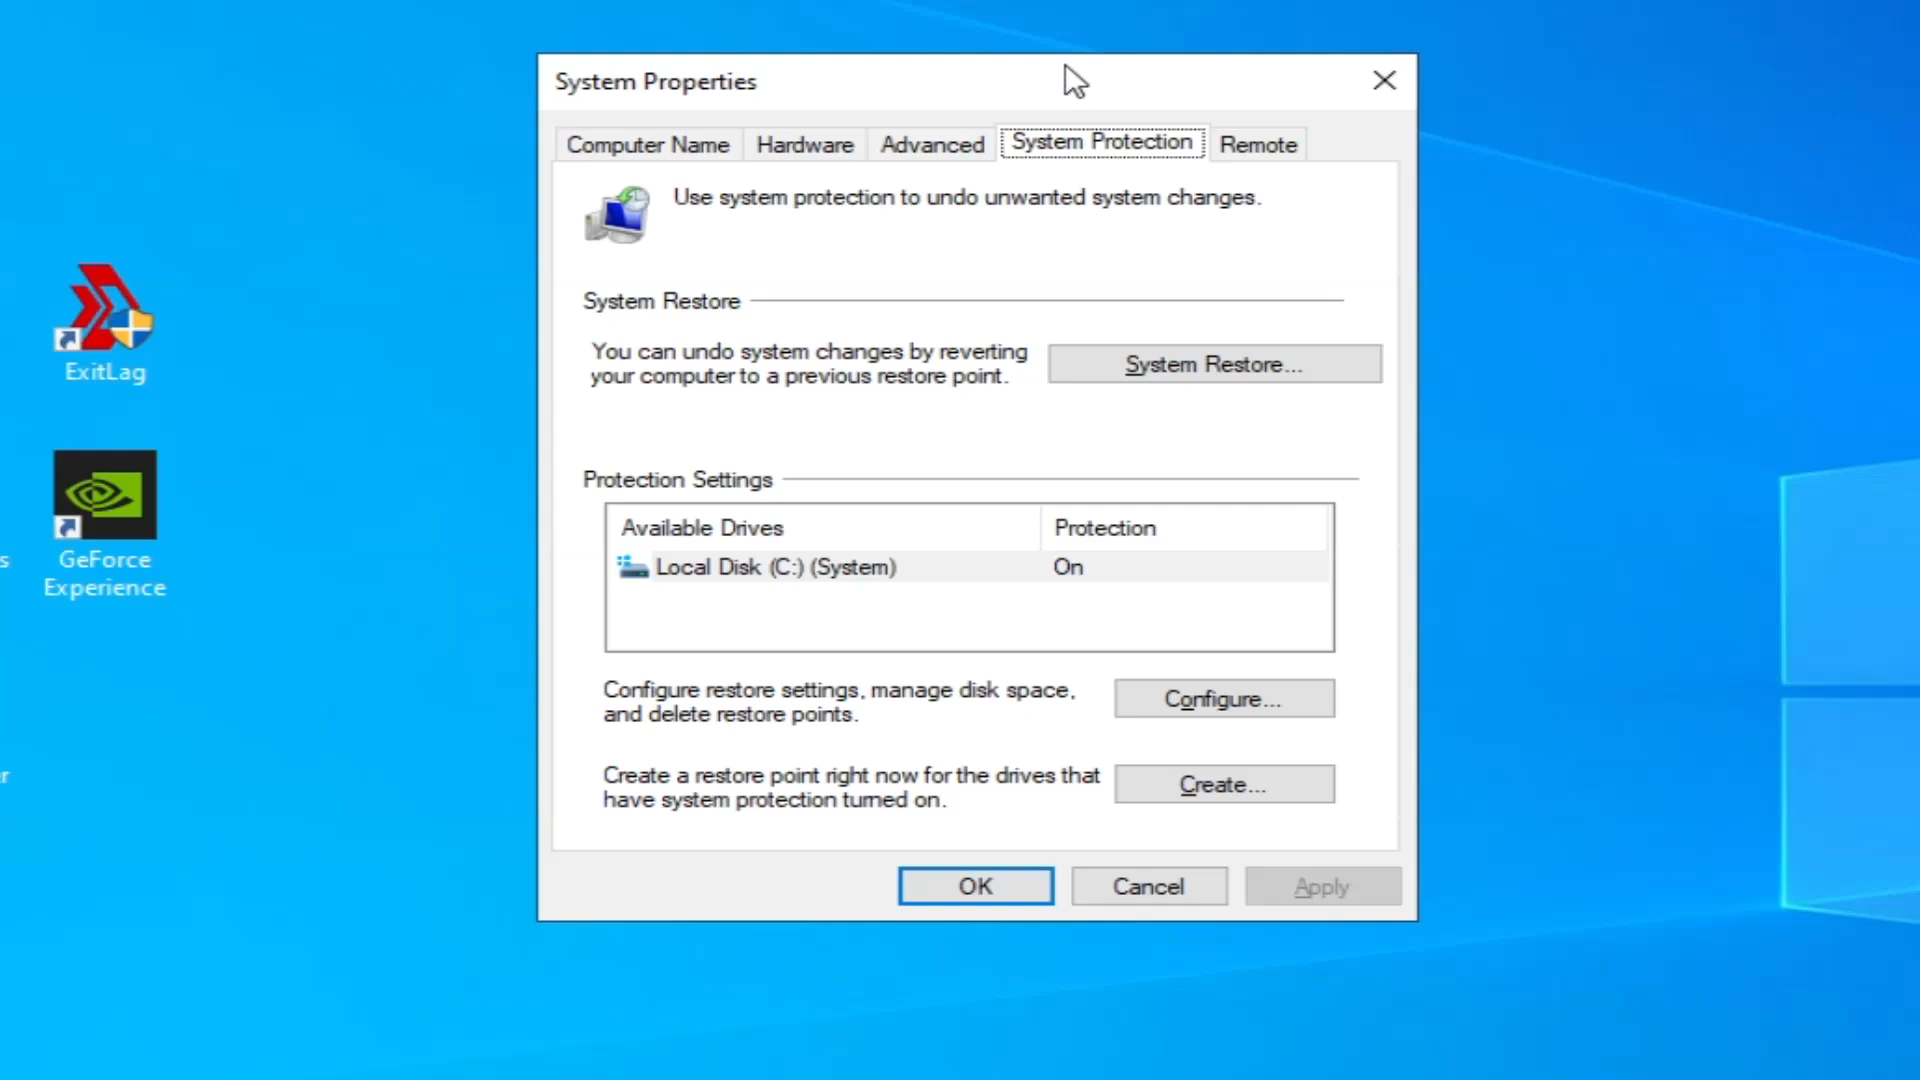 System Properties
Computer Name Hardware Advanced System Protection Remote
Use system protection to undo unwanted system changes.
ExitLag
System Restore
You can undo system changes by reverting
your computer to a previous restore point.
System Restore...
Protection Settings
Available Drives Protection
Local Disk (C:) (System) On
s
GeForce
Experience
Configure restore settings, manage disk space,
and delete restore points.
Configure...
r
Create a restore point right now for the drives that
have system protection turned on.
Create...
OK Cancel Apply